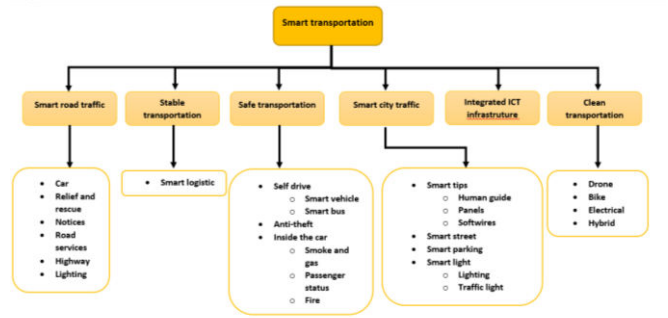 Smart transportation
Smart road traffic
Stable
transportation
Safe transportation
Smart city traffic
Integrated ICT
infrastruture
Clean
transportation
Car
Relief and
rescue
Notices
Road
services
Highway
Lighting
Smart logistic
Self drive
Smart vehicle
Smart bus
Anti-theft
Inside the car
Smoke and
gas
Passenger
status
Fire
Smart tips
Human guide
Panels
Softwires
Smart street
Smart parking
Smart light
Lighting
Traffic light
Drone
Bike
Electrical
Hybrid